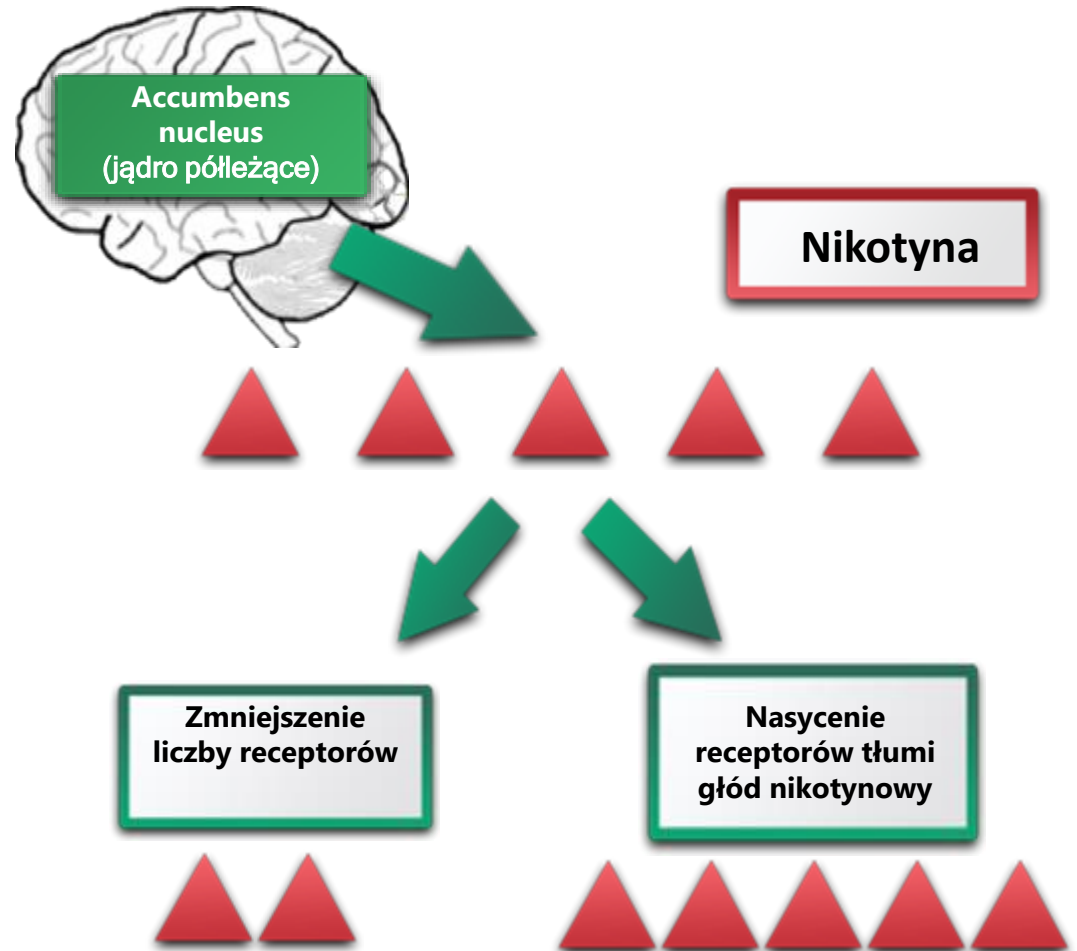 Accumbens
nucleus
(jądro półleżące)
Nikotyna
Zmniejszenie
liczby receptorów
Nasycenie
receptorów tłumi
głód nikotynowy